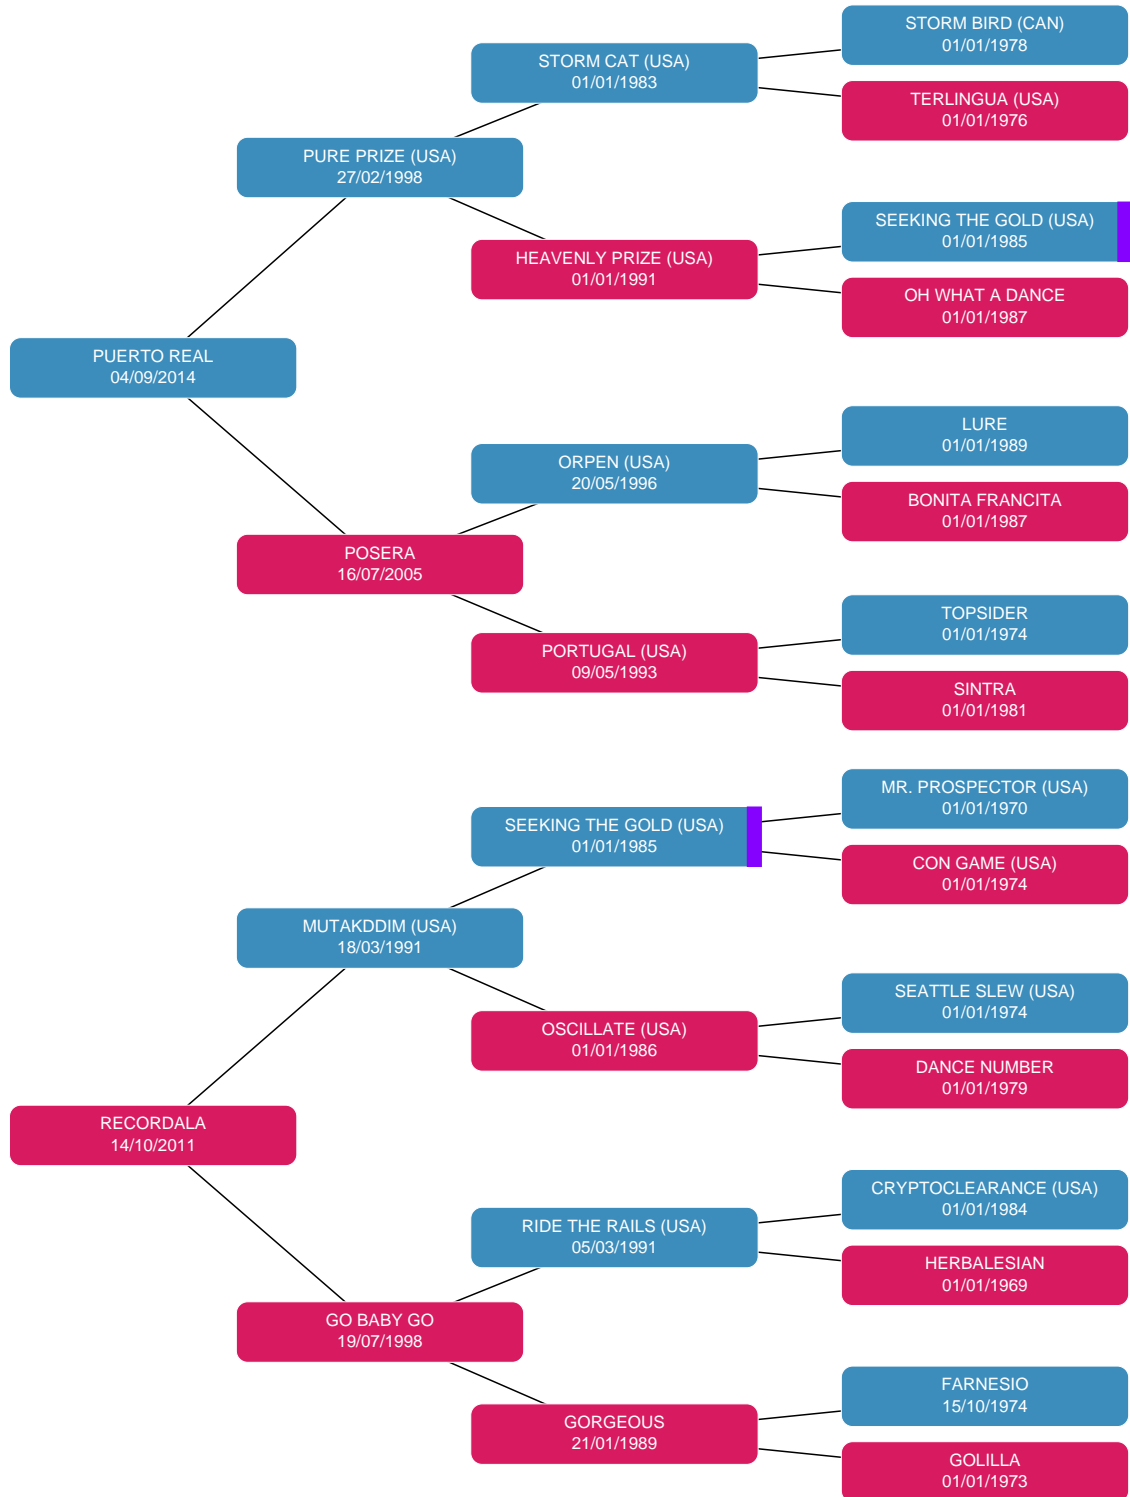 STORM BIRD (CAN)
01/01/1978
STORM CAT (USA)
01/01/1983
TERLINGUA (USA)
01/01/1976
PURE PRIZE (USA)
27/02/1998
SEEKING THE GOLD (USA)
01/01/1985
HEAVENLY PRIZE (USA)
01/01/1991
OH WHAT A DANCE
01/01/1987
PUERTO REAL
04/09/2014
LURE
01/01/1989
ORPEN (USA)
20/05/1996
BONITA FRANCITA
01/01/1987
POSERA
16/07/2005
TOPSIDER
01/01/1974
PORTUGAL (USA)
09/05/1993
SINTRA
01/01/1981
MR. PROSPECTOR (USA)
01/01/1970
SEEKING THE GOLD (USA)
01/01/1985
CON GAME (USA)
01/01/1974
MUTAKDDIM (USA)
18/03/1991
SEATTLE SLEW (USA)
01/01/1974
OSCILLATE (USA)
01/01/1986
DANCE NUMBER
01/01/1979
RECORDALA
14/10/2011
CRYPTOCLEARANCE (USA)
01/01/1984
RIDE THE RAILS (USA)
05/03/1991
HERBALESIAN
01/01/1969
GO BABY GO
19/07/1998
FARNESIO
15/10/1974
GORGEOUS
21/01/1989
GOLILLA
01/01/1973